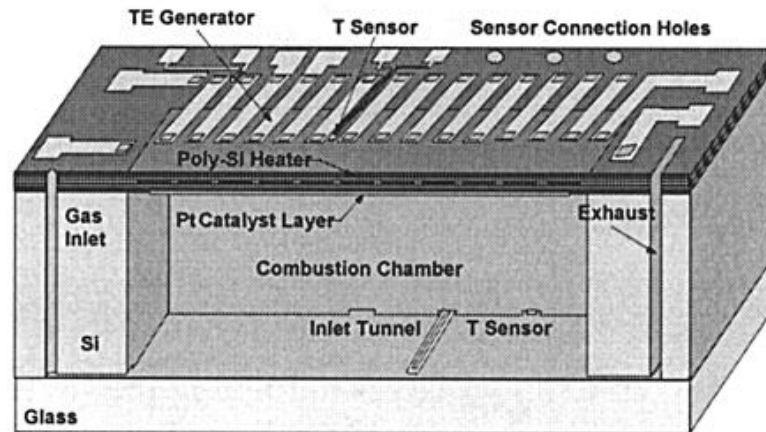 TE Generator
T Sensor
Sensor Connection Holes
Poly-Si Heater
Pt Catalyst Layer
Gas
Inlet
Exhaust
Combustion Chamber
Inlet Tunnel
T Sensor
Si
Glass